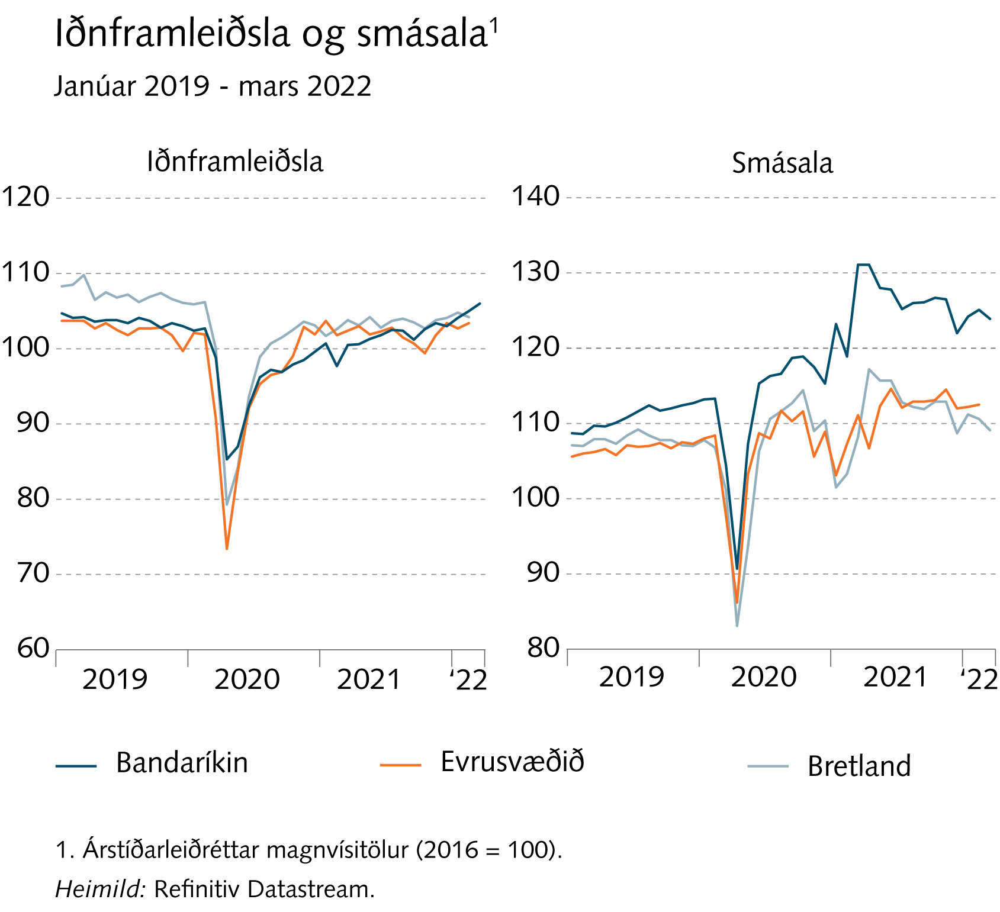 Iðnframleiðsla og smásala¹
Janúar 2019 - mars 2022
Iðnframleiðsla
120
110
100
90
80
70
60
2019 2020 2021 ‘22
Smásala
140
130
120
110
100
90
80
2019 2020 2021 ‘22
Bandaríkin Evrusvæðið Bretland
1. Árstíðarleiðréttar magnvísitölur (2016 = 100).
Heimild: Refinitiv Datastream.